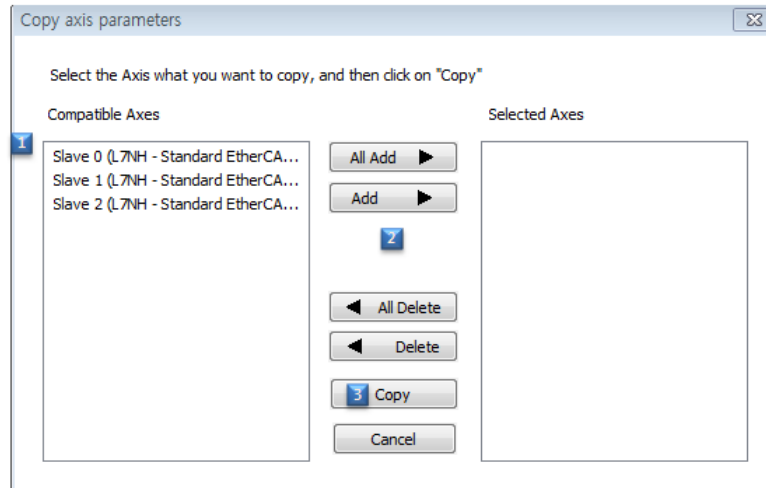 Copy axis parameters
Select the Axis what you want to copy, and then click on "Copy"
Compatible Axes
Selected Axes
1
Slave 0 (L7NH - Standard EtherCA...
Slave 1 (L7NH - Standard EtherCA...
Slave 2 (L7NH - Standard EtherCA...
All Add
Add
2
All Delete
Delete
3 Copy
Cancel